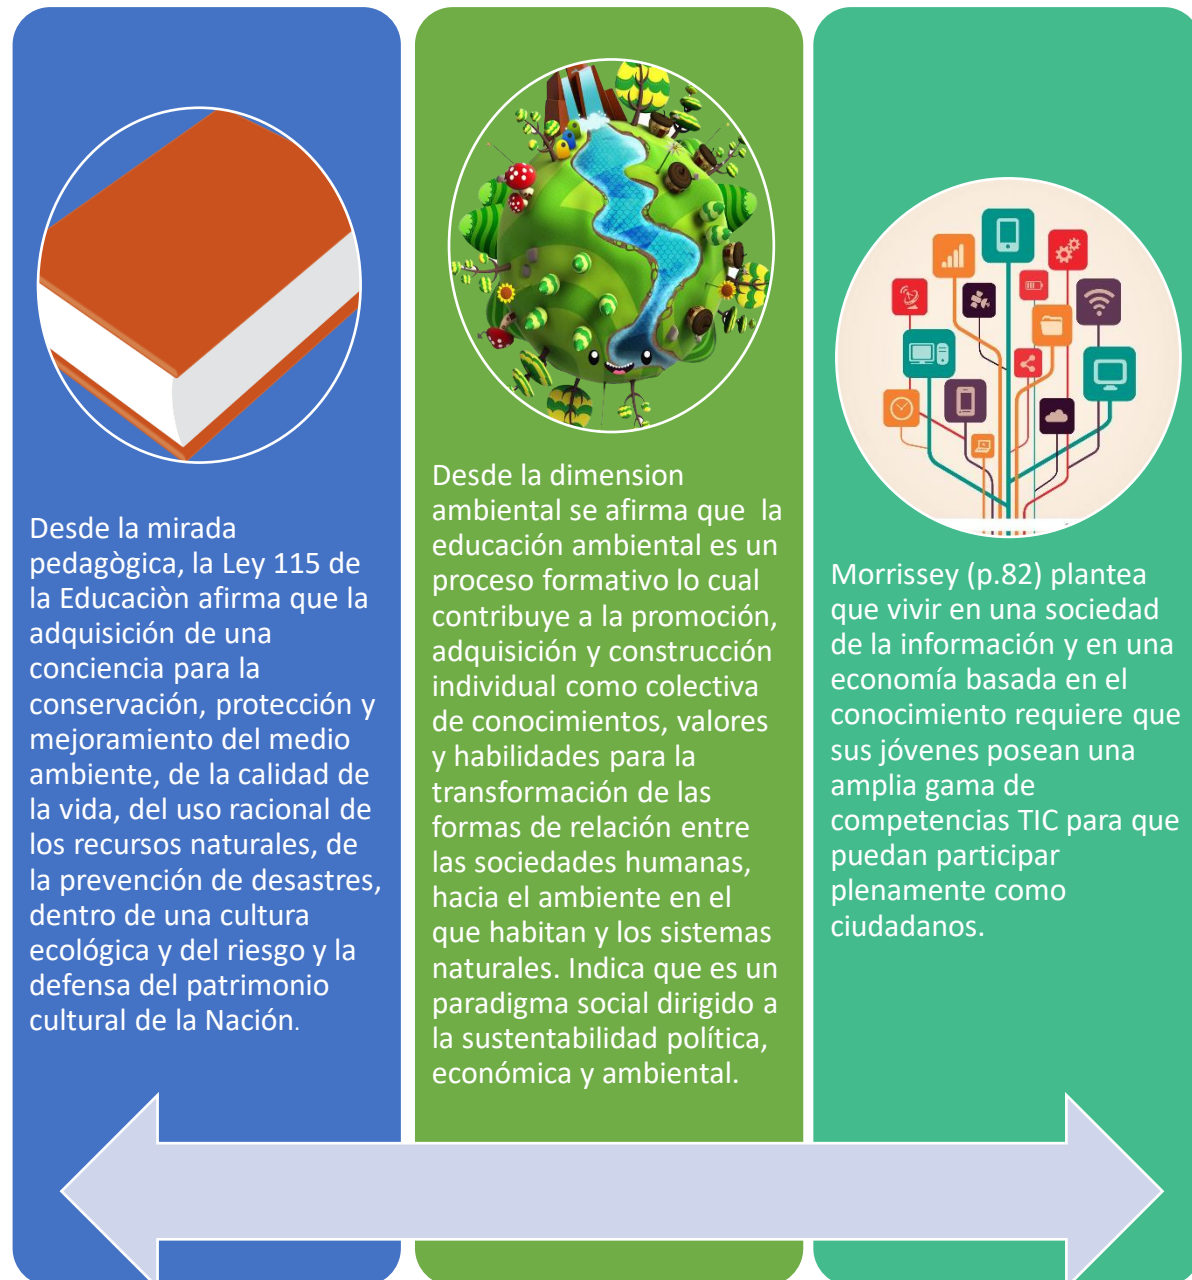 Desde la mirada
pedagògica, la Ley 115 de
la Educaciòn afirma que la
adquisición de una
conciencia para la
conservación, protección y
mejoramiento del medio
ambiente, de la calidad de
la vida, del uso racional de
los recursos naturales, de
la prevención de desastres,
dentro de una cultura
ecológica y del riesgo y la
defensa del patrimonio
cultural de la Nación.
Desde la dimension
ambiental se afirma que  la
educación ambiental es un
proceso formativo lo cual
contribuye a la promoción,
adquisición y construcción
individual como colectiva
de conocimientos, valores
y habilidades para la
transformación de las
formas de relación entre
las sociedades humanas,
hacia el ambiente en el
que habitan y los sistemas
naturales. Indica que es un
paradigma social dirigido a
la sustentabilidad política,
económica y ambiental.
Morrissey (p.82) plantea
que vivir en una sociedad
de la información y en una
economía basada en el
conocimiento requiere que
sus jóvenes posean una
amplia gama de
competencias TIC para que
puedan participar
plenamente como
ciudadanos.